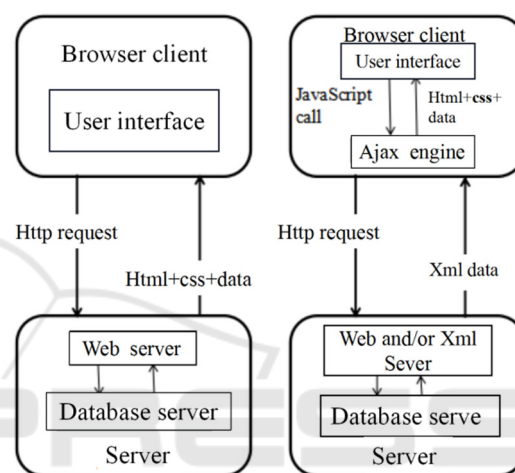 Browser client
User interface
Http request
Html+css+data
Web server
Database server
Server
Browser client
User interface
JavaScript
call
Html+css+
data
Ajax engine
Http request
Xml data
Web and/or Xml
Sever
Database serve
Server
PRESS